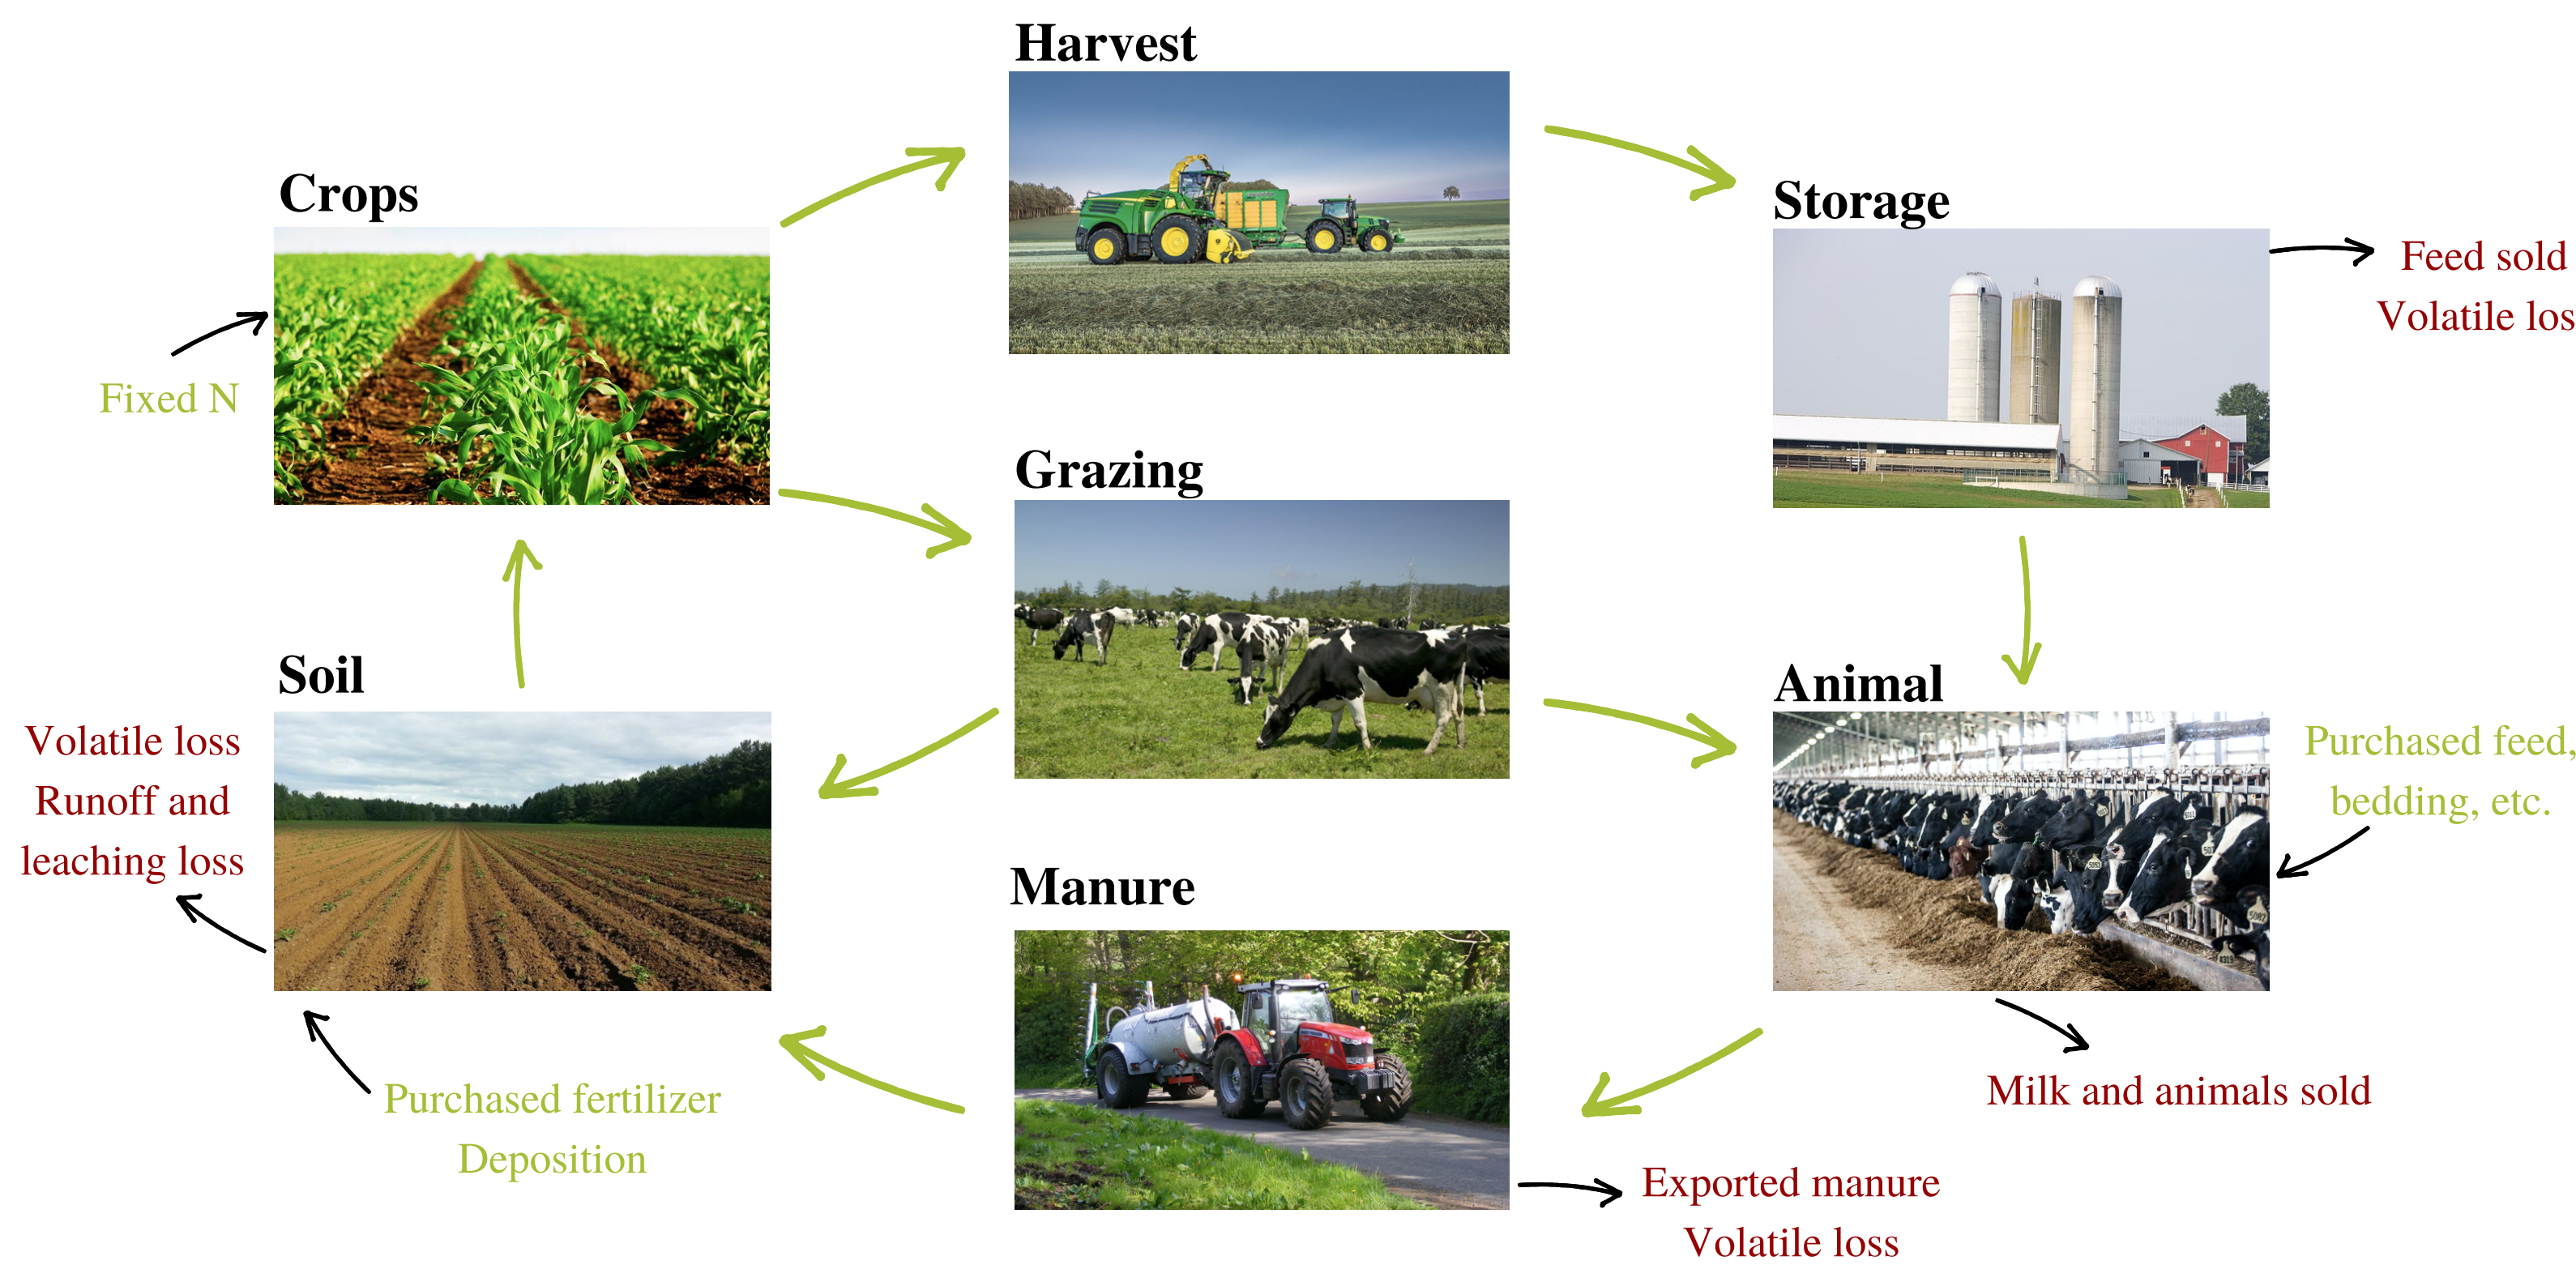 Harvest
Crops
Storage
Feed sold
Volatile los
Fixed N
Grazing
Soil
Animal
Volatile loss
Runoff and
leaching loss
Purchased feed,
bedding, etc.
Manure
Purchased fertilizer
Deposition
Milk and animals sold
Exported manure
Volatile loss